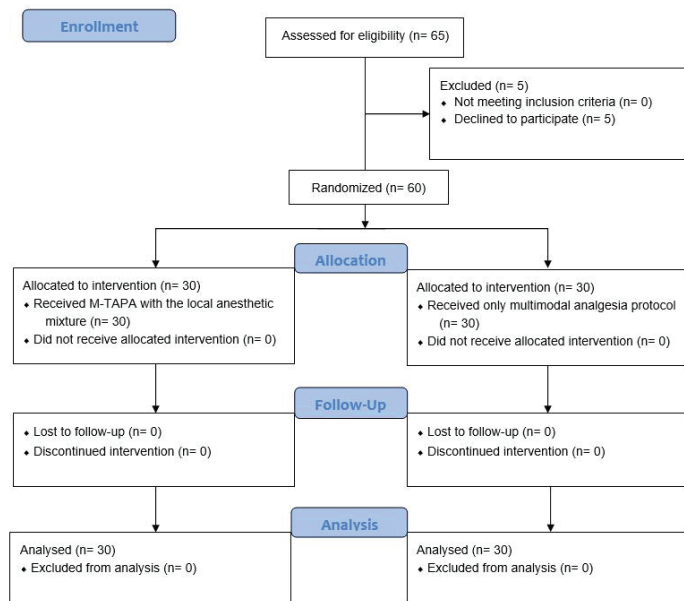 Enrollment
Assessed for eligibility (n= 65)
Excluded (n= 5)
⬥ Not meeting inclusion criteria (n= 0)
⬥ Declined to participate (n= 5)
Randomized (n= 60)
Allocation
Allocated to intervention (n= 30)
⬥ Received M-TAPA with the local anesthetic
mixture (n= 30)
⬥ Did not receive allocated intervention (n= 0)
Allocated to intervention (n= 30)
⬥ Received only multimodal analgesia protocol
(n= 30)
⬥ Did not receive allocated intervention (n= 0)
Follow-Up
⬥ Lost to follow-up (n= 0)
⬥ Discontinued intervention (n= 0)
⬥ Lost to follow-up (n= 0)
⬥ Discontinued intervention (n= 0)
Analysis
Analysed (n= 30)
⬥ Excluded from analysis (n= 0)
Analysed (n= 30)
⬥ Excluded from analysis (n= 0)